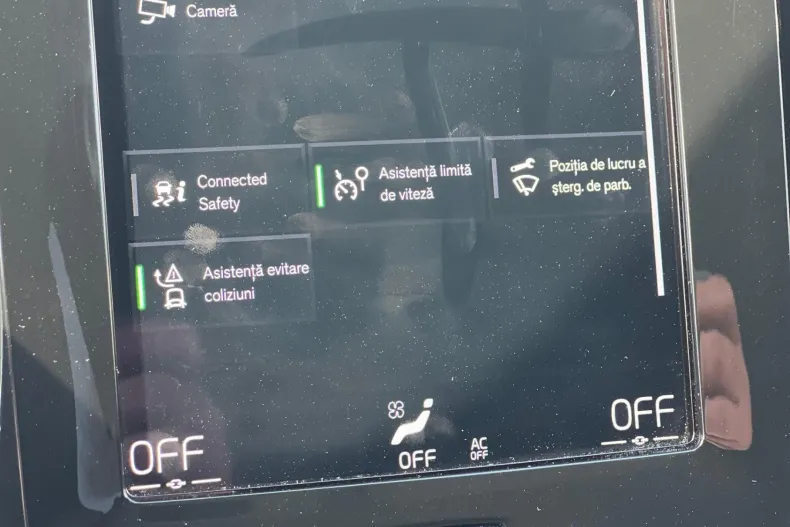 Cameră
Connected
Safety
Asistență limită
de viteză
Poziția de lucru a
șterg. de parb.
Asistență evitare
coliziuni
OFF
OFF
AC
OFF
OFF